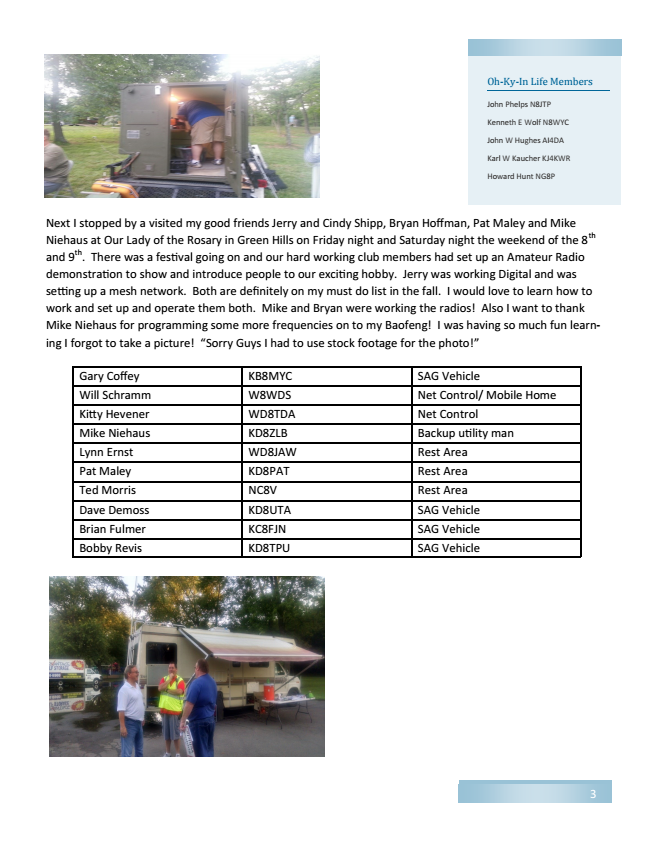 Oh-Ky-In Life Members
John Phelps N8JTP
Kenneth E Wolf N8WYC
John W Hughes AI4DA
Karl W Kaucher KJ4KWR
Howard Hunt NG8P
Next I stopped by a visited my good friends Jerry and Cindy Shipp, Bryan Hoffman, Pat Maley and Mike
Niehaus at Our Lady of the Rosary in Green Hills on Friday night and Saturday night the weekend of the 8th
and 9th.  There was a festival going on and our hard working club members had set up an Amateur Radio
demonstration to show and introduce people to our exciting hobby.  Jerry was working Digital and was
setting up a mesh network.  Both are definitely on my must do list in the fall.  I would love to learn how to
work and set up and operate them both.  Mike and Bryan were working the radios!  Also I want to thank
Mike Niehaus for programming some more frequencies on to my Baofeng!  I was having so much fun learn-
ing I forgot to take a picture!  “Sorry Guys I had to use stock footage for the photo!”
Gary Coffey KB8MYC SAG Vehicle
Will Schramm W8WDS Net Control/ Mobile Home
Kitty Hevener WD8TDA Net Control
Mike Niehaus KD8ZLB Backup utility man
Lynn Ernst WD8JAW Rest Area
Pat Maley KD8PAT Rest Area
Ted Morris NC8V Rest Area
Dave Demoss KD8UTA SAG Vehicle
Brian Fulmer KC8FJN SAG Vehicle
Bobby Revis KD8TPU SAG Vehicle
3